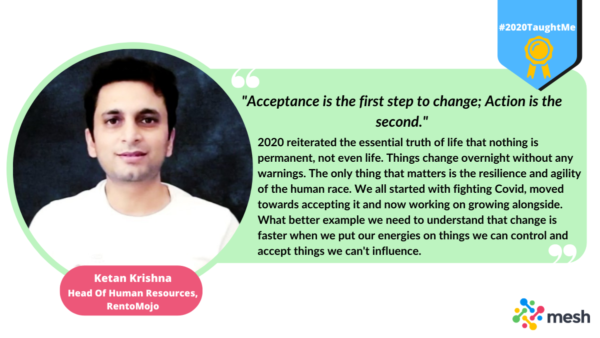 #2020TaughtMe
"Acceptance is the first step to change; Action is the
second."
2020 reiterated the essential truth of life that nothing is
permanent, not even life. Things change overnight without any
warnings. The only thing that matters is the resilience and agility
of the human race. We all started with fighting Covid, moved
towards accepting it and now working on growing alongside.
What better example we need to understand that change is
faster when we put our energies on things we can control and
accept things we can't influence.
Ketan Krishna
Head Of Human Resources,
RentoMojo
mesh